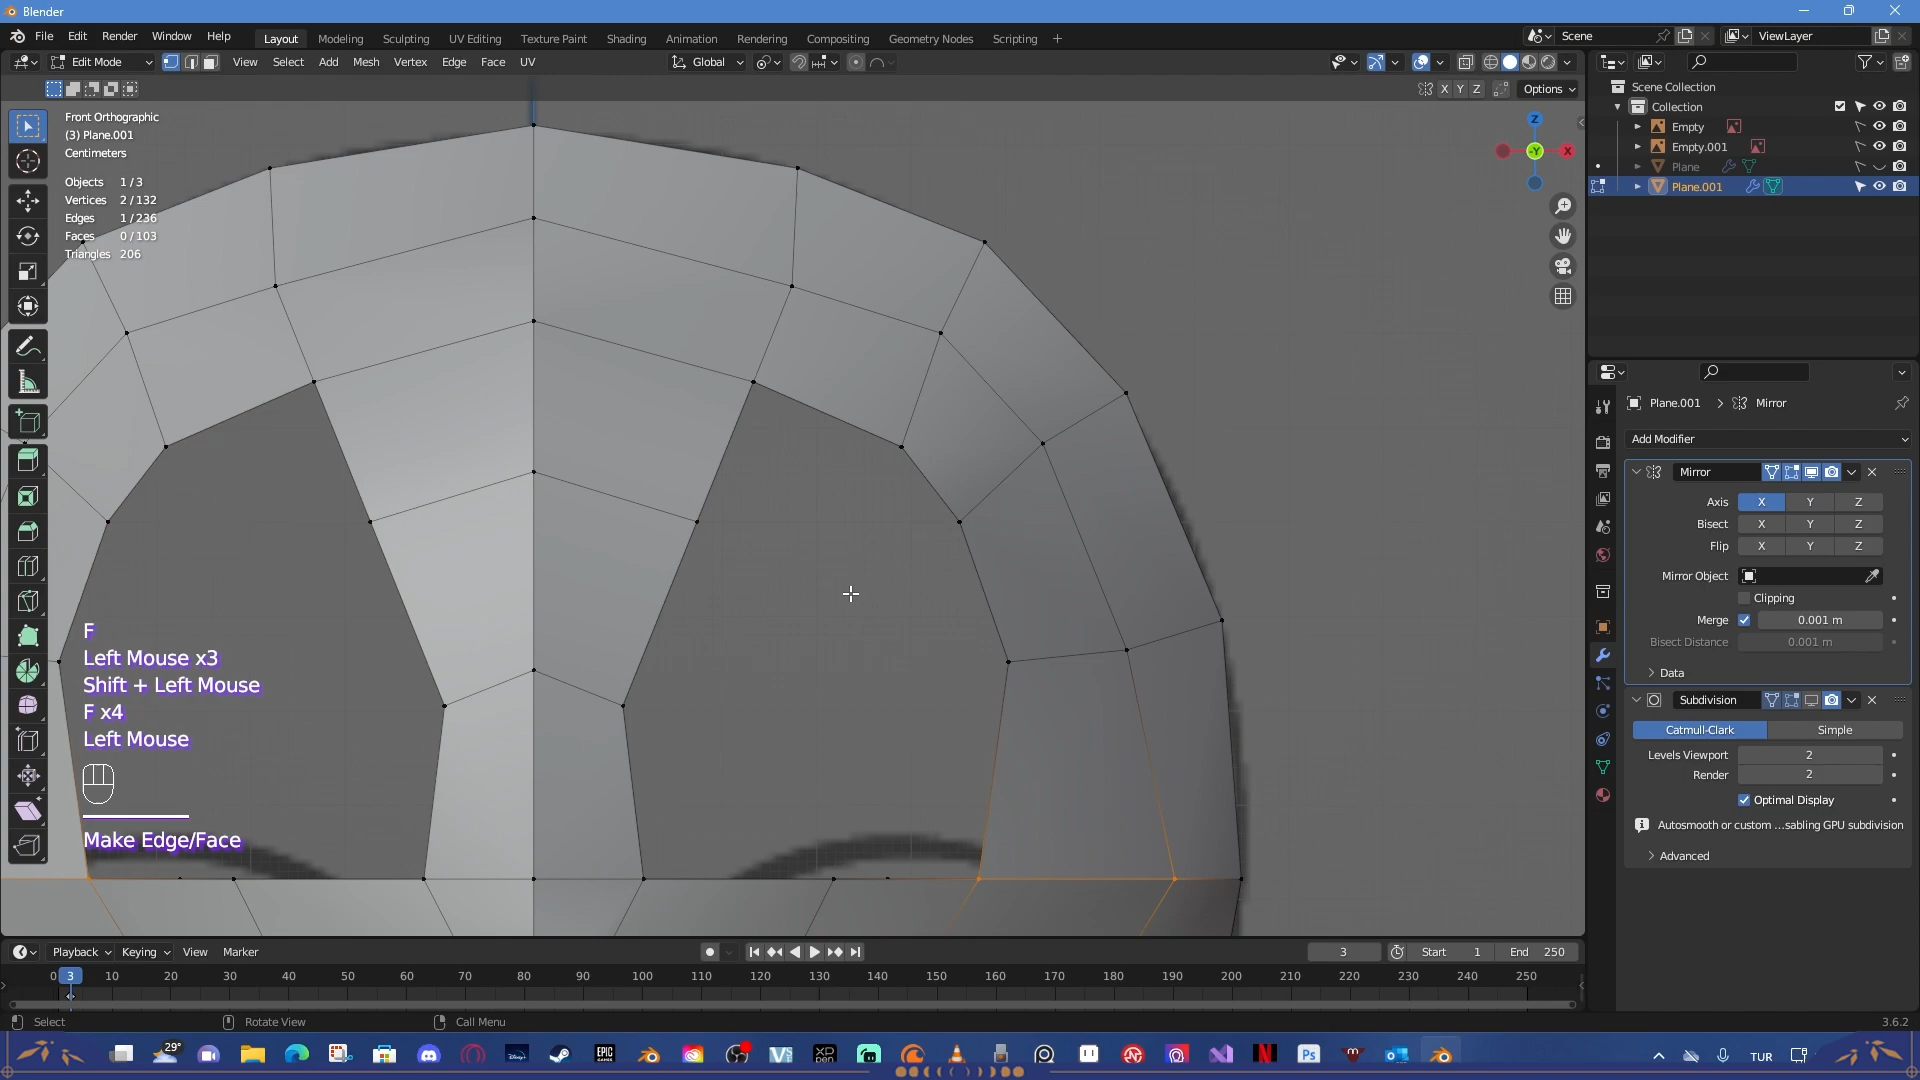 Blender
File Edit Render Window Help
Layout Modeling Sculpting UV Editing Texture Paint Shading Animation Rendering Compositing Geometry Nodes Scripting +
Scene
ViewLayer
Edit Mode
View Select Add Mesh Vertex Edge Face UV
Global
X Y Z
Options
Front Orthographic
(3) Plane.001
Centimeters
Objects 1/3
Vertices 2/132
Edges 1/236
Faces 0/103
Triangles 206
Z
-Y
X
Scene Collection
Collection
Empty
Empty.001
Plane
Plane.001
Plane.001 > Mirror
Add Modifier
Mirror
Axis X Y Z
Bisect X Y Z
Flip X Y Z
Mirror Object
Clipping
Merge 0.001 m
Bisect Distance 0.001 m
Data
Subdivision
Catmull-Clark Simple
Levels Viewport 2
Render 2
Optimal Display
Autosmooth or custom ...sabling GPU subdivision
Advanced
F
Left Mouse x3
Shift + Left Mouse
F x4
Left Mouse
Make Edge/Face
Playback Keying View Marker
3
Start 1
End 250
0 3 10 20 30 40 50 60 70 80 90 100 110 120 130 140 150 160 170 180 190 200 210 220 230 240 250
Select
Rotate View
Call Menu
3.6.2
29°
Disney+
EPIC GAMES
XP PEN
Ps
TUR